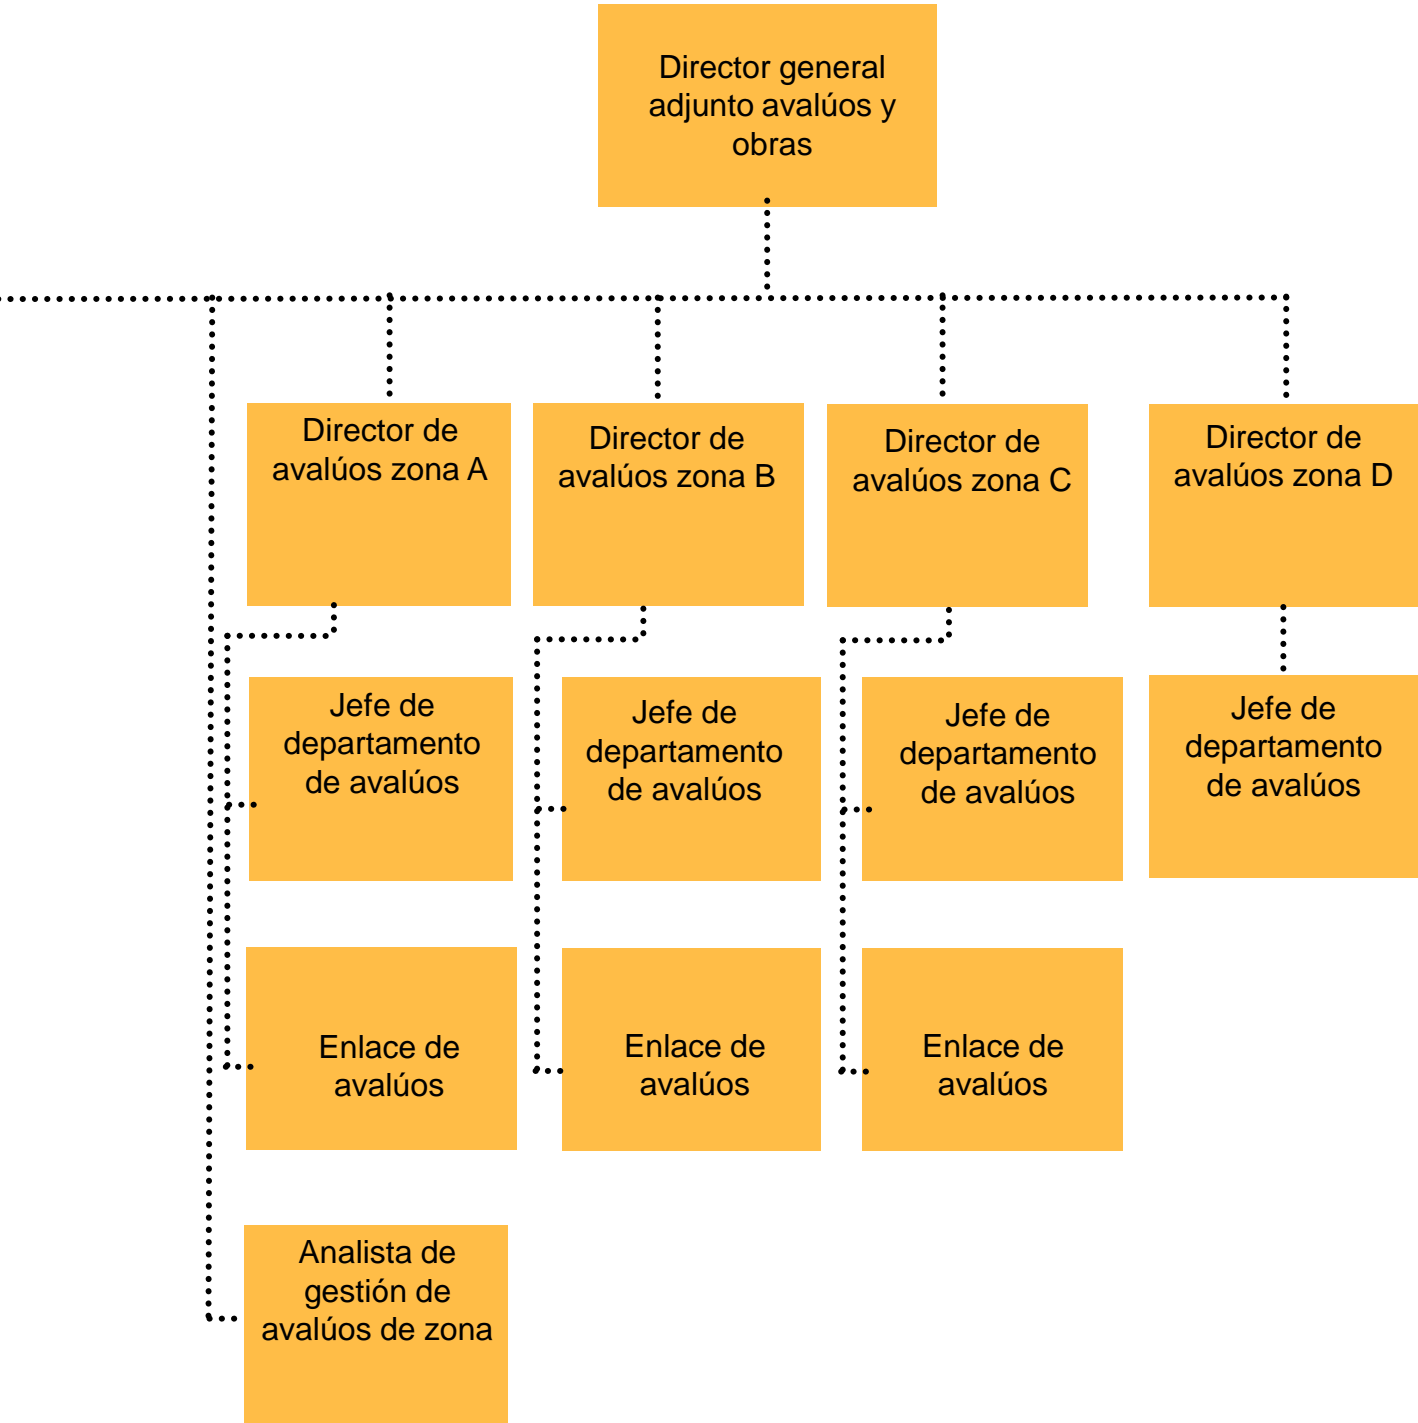 Director general
adjunto avalúos y
obras
Director de
avalúos zona A
Director de
avalúos zona B
Director de
avalúos zona C
Director de
avalúos zona D
Jefe de
departamento
de avalúos
Jefe de
departamento
de avalúos
Jefe de
departamento
de avalúos
Jefe de
departamento
de avalúos
Enlace de
avalúos
Enlace de
avalúos
Enlace de
avalúos
Analista de
gestión de
avalúos de zona